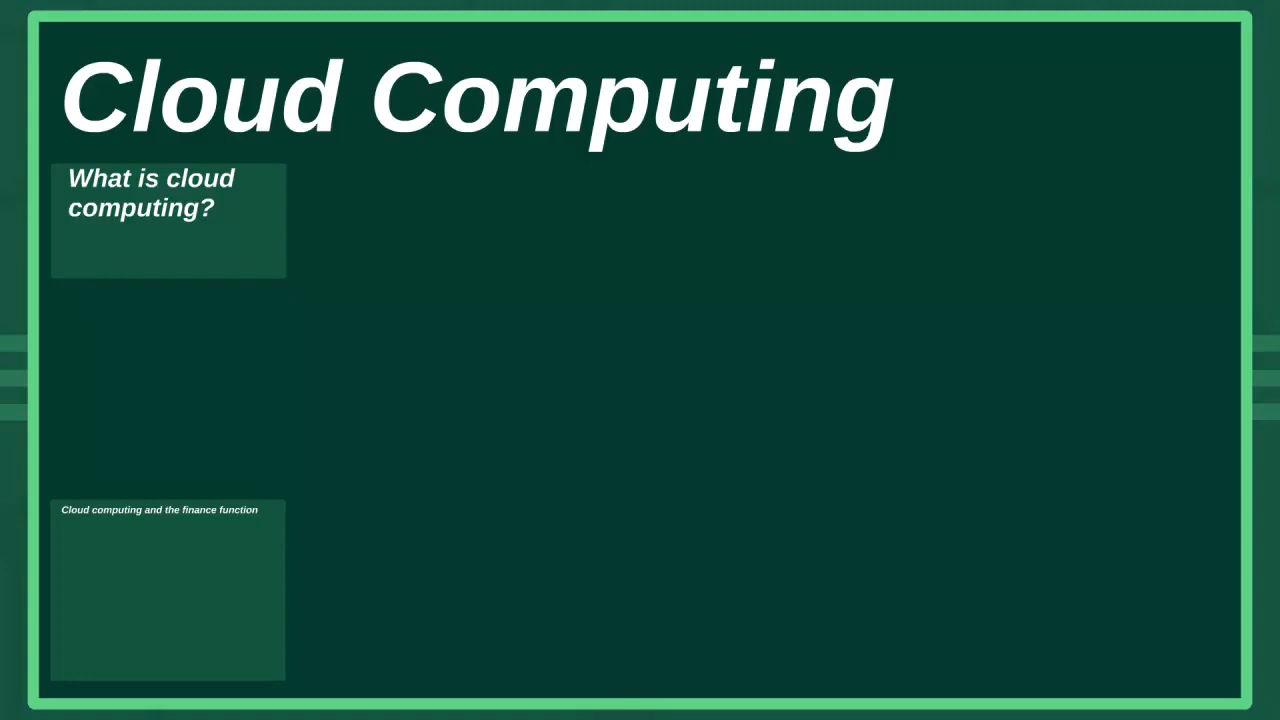 Cloud Computing
What is cloud
computing?
Cloud computing and the finance function